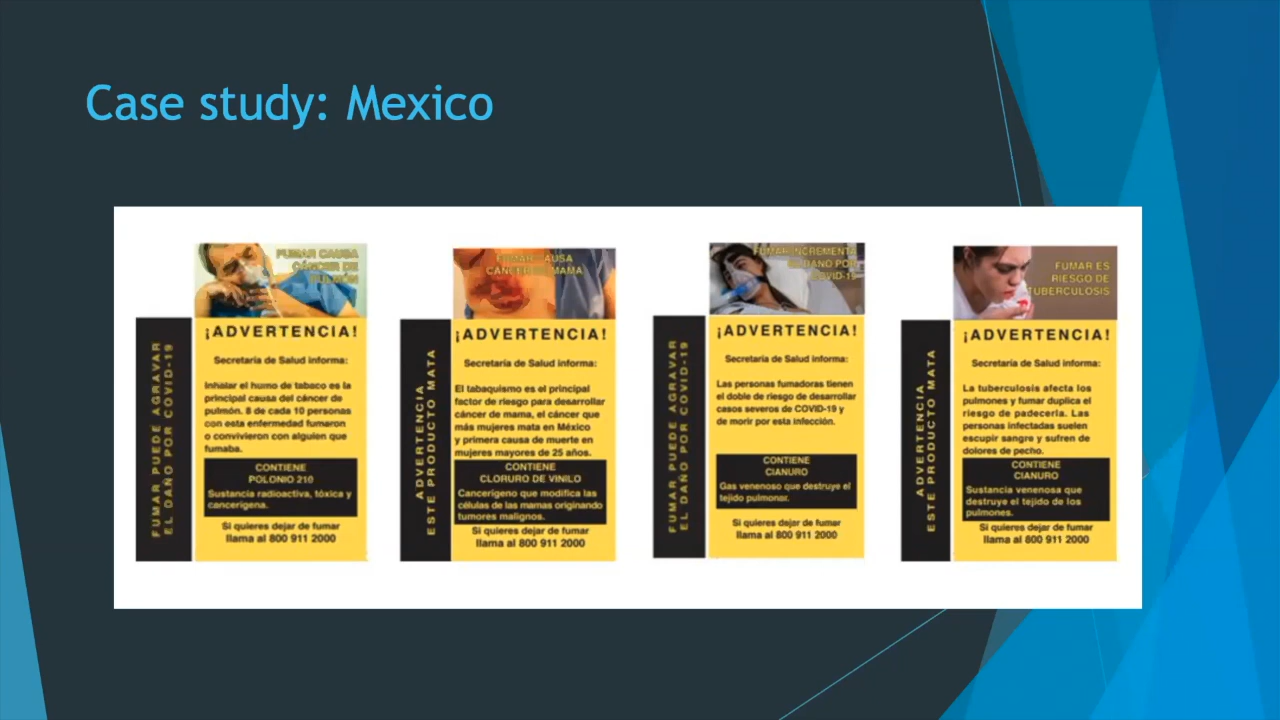 Case study: Mexico
FUMAR CAUSA
CÁNCER DE
PULMÓN
FUMAR PUEDE AGRAVAR
EL DAÑO POR COVID-19
¡ADVERTENCIA!
Secretaría de Salud informa:
Inhalar el humo de tabaco es la
principal causa del cáncer de
pulmón. 8 de cada 10 personas
con esta enfermedad fumaron
o convivieron con alguien que
fumaba.
CONTIENE
POLONIO 210
Sustancia radioactiva, tóxica y
cancerígena.
Si quieres dejar de fumar
llama al 800 911 2000
FUMAR CAUSA
CÁNCER DE MAMA
ADVERTENCIA
ESTE PRODUCTO MATA
¡ADVERTENCIA!
Secretaría de Salud informa:
El tabaquismo es el principal
factor de riesgo para desarrollar
cáncer de mama, el cáncer que
más mujeres mata en México
y primera causa de muerte en
mujeres mayores de 25 años.
CONTIENE
CLORURO DE VINILO
Cancerígeno que modifica las
células de las mamas originando
tumores malignos.
Si quieres dejar de fumar
llama al 800 911 2000
FUMAR INCREMENTA
EL DAÑO POR
COVID-19
FUMAR PUEDE AGRAVAR
EL DAÑO POR COVID-19
¡ADVERTENCIA!
Secretaría de Salud informa:
Las personas fumadoras tienen
el doble de riesgo de desarrollar
casos severos de COVID-19 y
de morir por esta infección.
CONTIENE
CIANURO
Gas venenoso que destruye el
tejido pulmonar.
Si quieres dejar de fumar
llama al 800 911 2000
FUMAR ES
RIESGO DE
TUBERCULOSIS
ADVERTENCIA
ESTE PRODUCTO MATA
¡ADVERTENCIA!
Secretaría de Salud informa:
La tuberculosis afecta los
pulmones y fumar duplica el
riesgo de padecerla. Las
personas infectadas suelen
escupir sangre y sufren de
dolores de pecho.
CONTIENE
CIANURO
Sustancia venenosa que
destruye el tejido de los
pulmones.
Si quieres dejar de fumar
llama al 800 911 2000